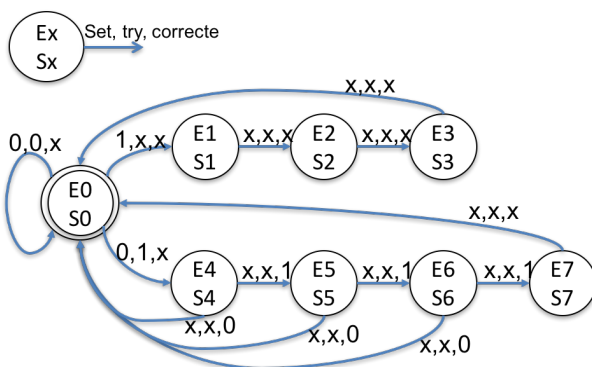 Ex
Sx
Set, try, correcte
x,x,x
0,0,x
1,x,x
E1
S1
x,x,x
E2
S2
x,x,x
E3
S3
E0
S0
x,x,x
0,1,x
E4
S4
x,x,1
E5
S5
x,x,1
E6
S6
x,x,1
E7
S7
x,x,0
x,x,0
x,x,0